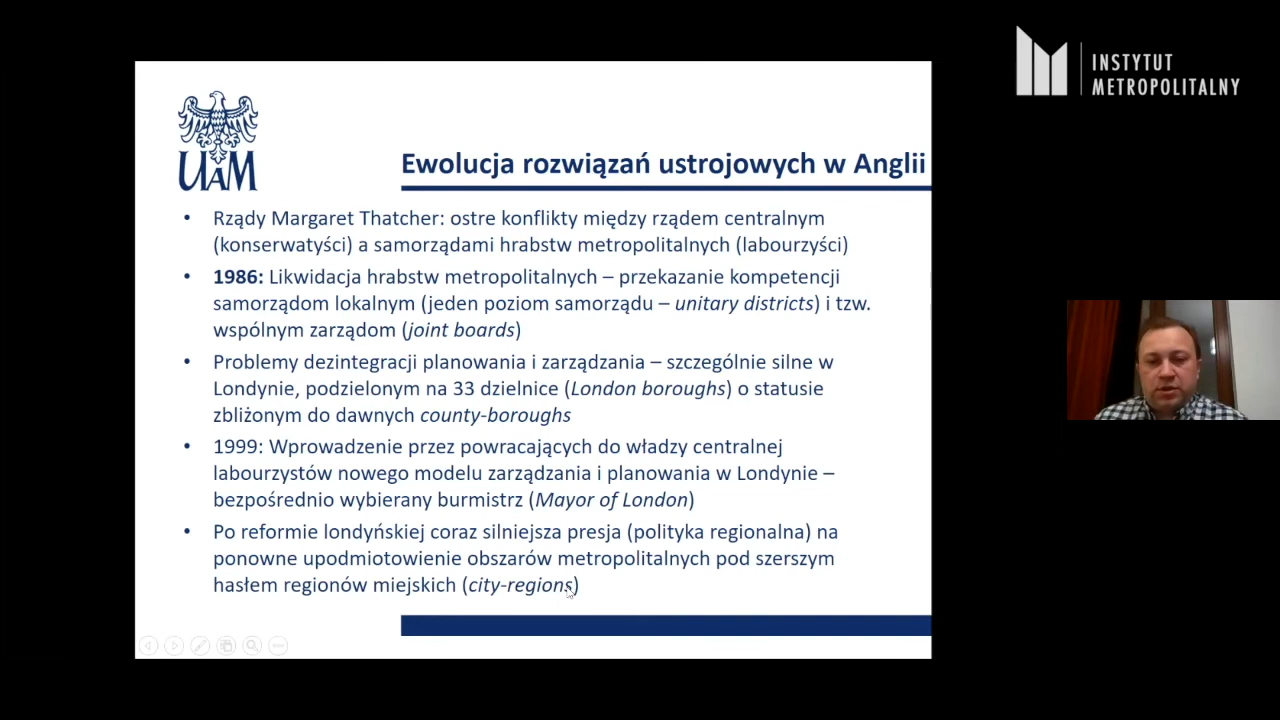 INSTYTUT
METROPOLITALNY
UAM
Ewolucja rozwiązań ustrojowych w Anglii
• Rządy Margaret Thatcher: ostre konflikty między rządem centralnym
(konserwatyści) a samorządami hrabstw metropolitalnych (labourzyści)
• 1986: Likwidacja hrabstw metropolitalnych – przekazanie kompetencji
samorządom lokalnym (jeden poziom samorządu – unitary districts) i tzw.
wspólnym zarządom (joint boards)
• Problemy dezintegracji planowania i zarządzania – szczególnie silne w
Londynie, podzielonym na 33 dzielnice (London boroughs) o statusie
zbliżonym do dawnych county-boroughs
• 1999: Wprowadzenie przez powracających do władzy centralnej
labourzystów nowego modelu zarządzania i planowania w Londynie –
bezpośrednio wybierany burmistrz (Mayor of London)
• Po reformie londyńskiej coraz silniejsza presja (polityka regionalna) na
ponowne upodmiotowienie obszarów metropolitalnych pod szerszym
hasłem regionów miejskich (city-regions)